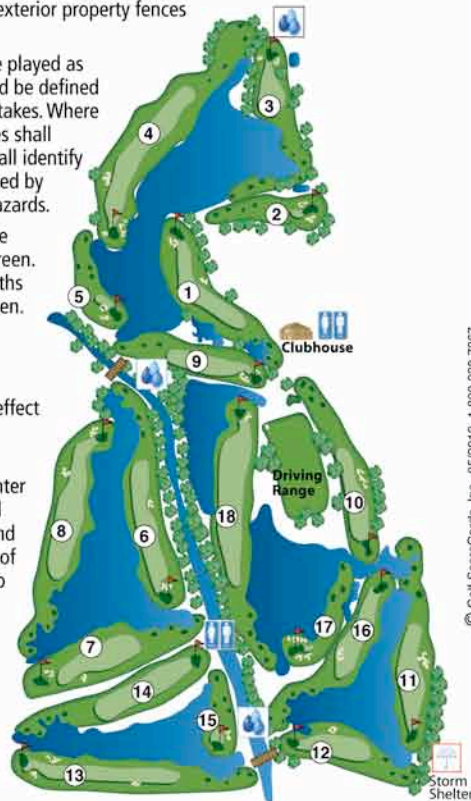 exterior property fences
e played as
d be defined
takes. Where
es shall
all identify
ed by
azards.
e
een.
ths
en.
effect
nter
nd
of
o
3
4
2
5
1
Clubhouse
9
Driving
Range
10
18
8
6
17
16
11
7
14
15
12
13
Storm
Shelter